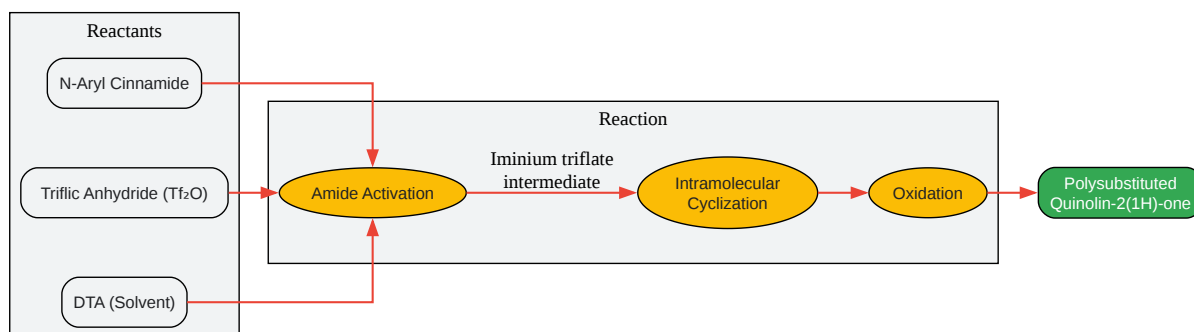 Reactants
N-Aryl Cinnamide
Triflic Anhydride (Tf₂O)
DTA (Solvent)
Reaction
Amide Activation
Iminium triflate
intermediate
Intramolecular
Cyclization
Oxidation
Polysubstituted
Quinolin-2(1H)-one